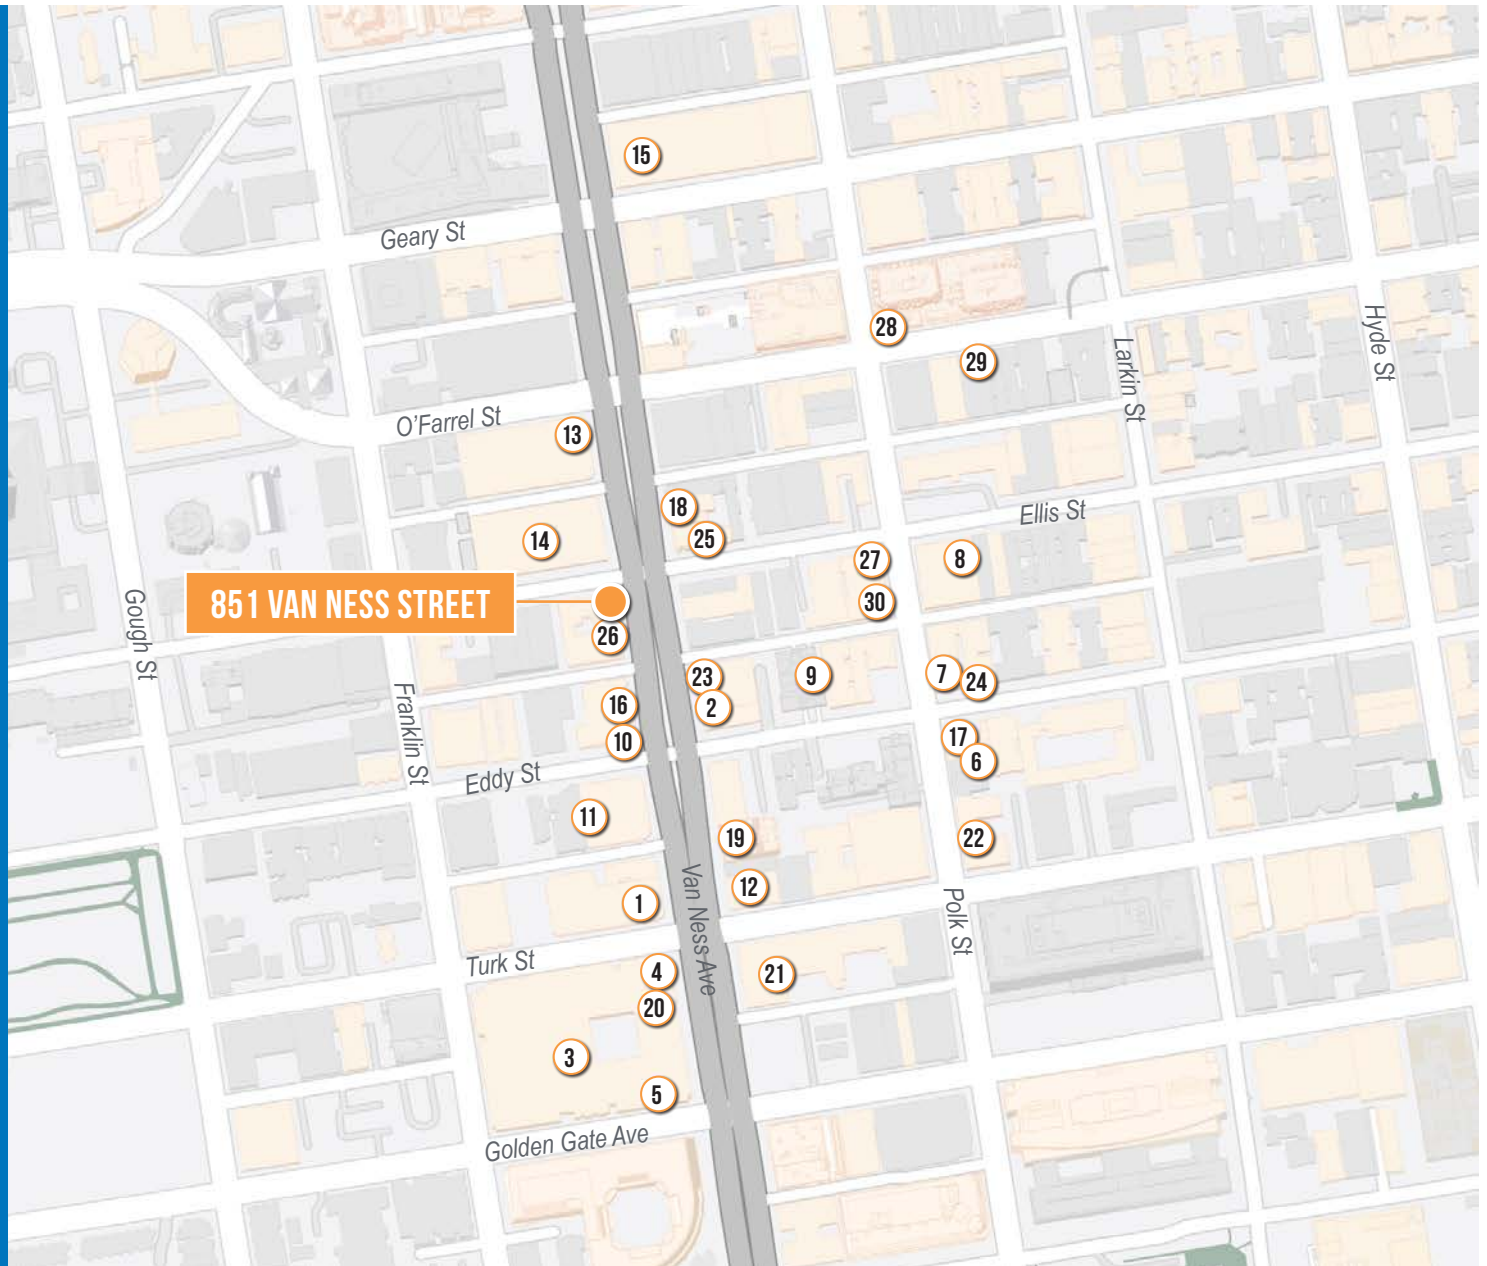 15
Geary St
28
Hyde St
Larkin St
29
O'Farrel St
13
18
Ellis St
14
25
27
8
851 VAN NESS STREET
30
26
Gough St
23
9
7
24
Franklin St
16
2
10
17
6
Eddy St
11
19
22
Van Ness Ave
12
1
Polk St
Turk St
4
21
20
3
5
Golden Gate Ave